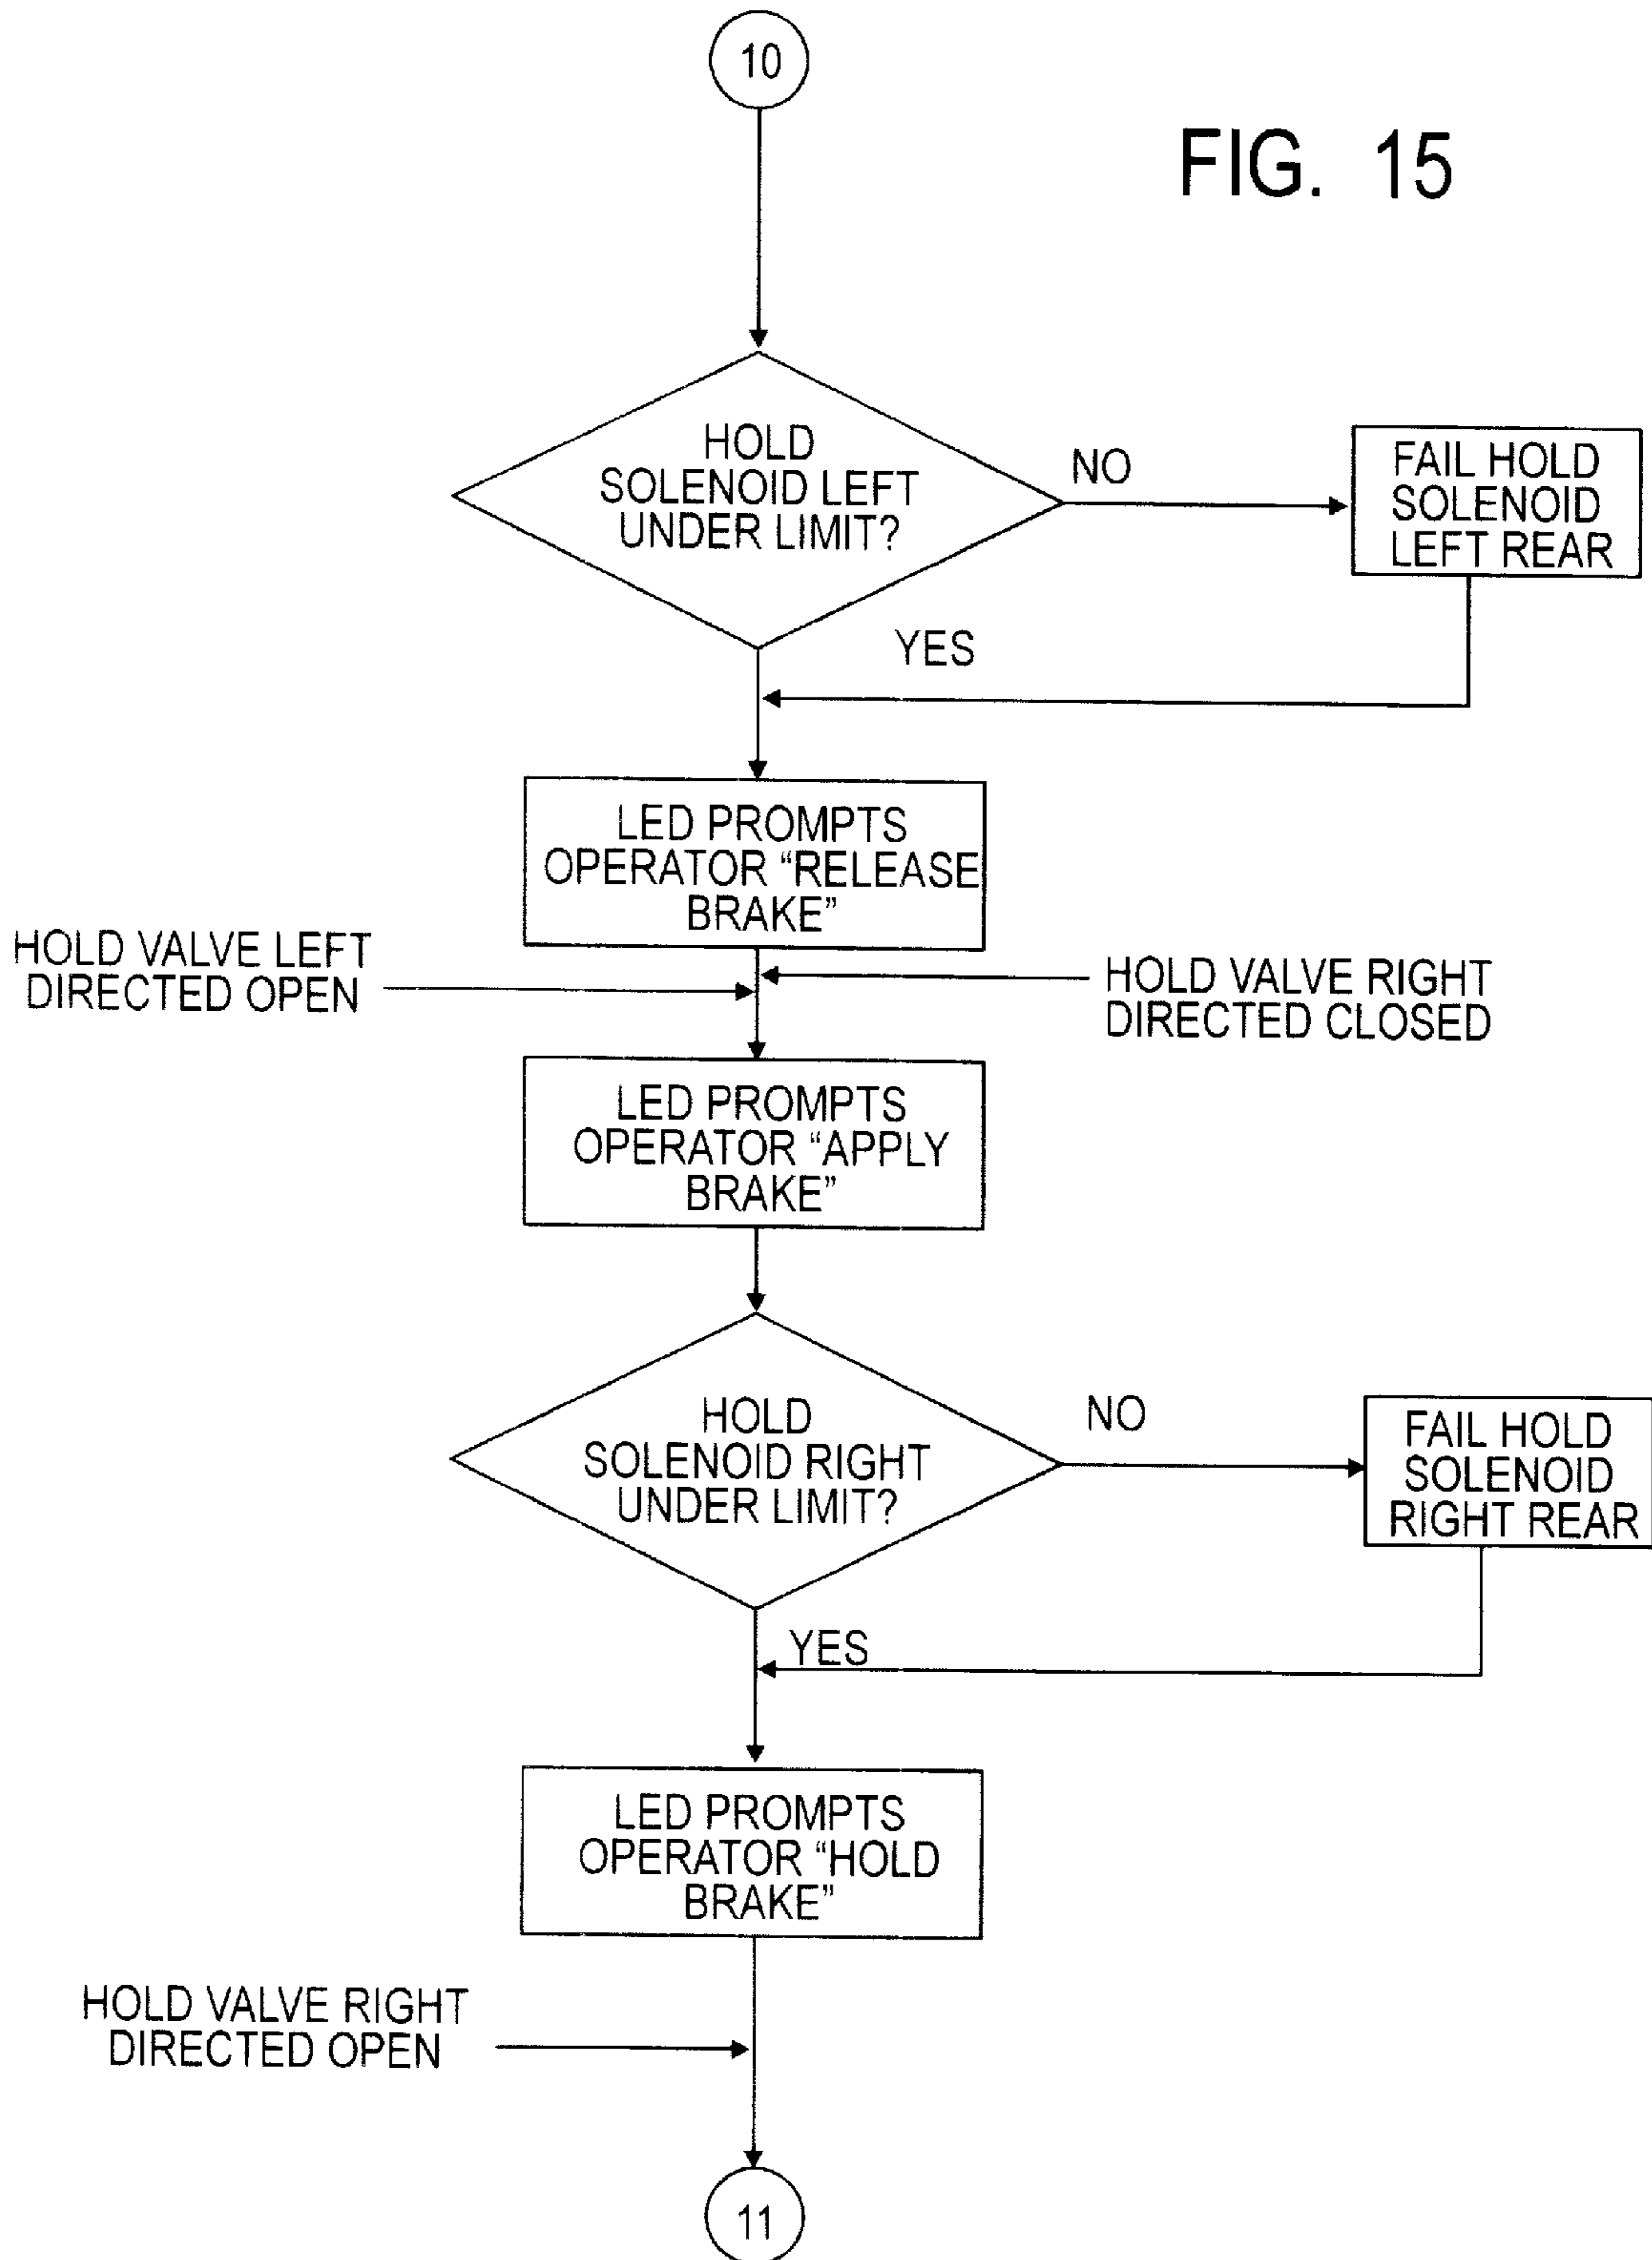 10
FIG. 15
HOLD
SOLENOID LEFT
UNDER LIMIT?
NO
FAIL HOLD
SOLENOID
LEFT REAR
YES
LED PROMPTS
OPERATOR “RELEASE
BRAKE”
HOLD VALVE LEFT
DIRECTED OPEN
HOLD VALVE RIGHT
DIRECTED CLOSED
LED PROMPTS
OPERATOR “APPLY
BRAKE”
HOLD
SOLENOID RIGHT
UNDER LIMIT?
NO
FAIL HOLD
SOLENOID
RIGHT REAR
YES
LED PROMPTS
OPERATOR “HOLD
BRAKE”
HOLD VALVE RIGHT
DIRECTED OPEN
11